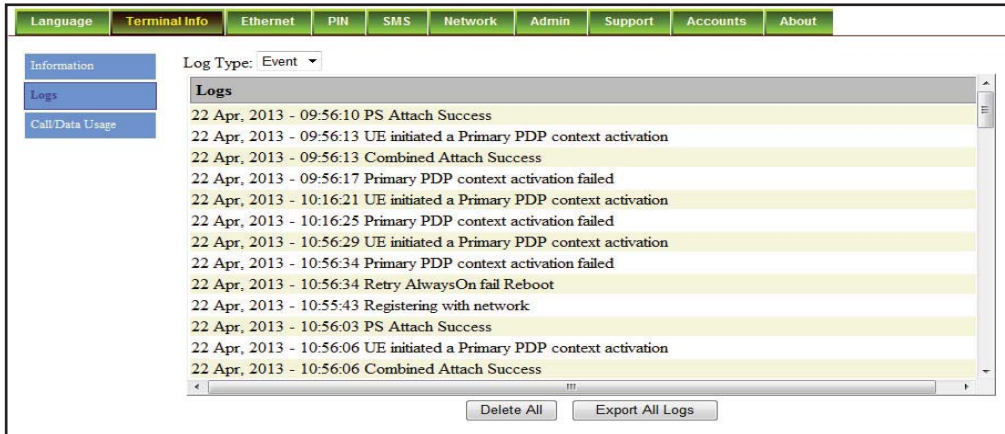 Language Terminal Info Ethernet PIN SMS Network Admin Support Accounts About
Information
Logs
Call/Data Usage
Log Type: Event
Logs
22 Apr, 2013 - 09:56:10 PS Attach Success
22 Apr, 2013 - 09:56:13 UE initiated a Primary PDP context activation
22 Apr, 2013 - 09:56:13 Combined Attach Success
22 Apr, 2013 - 09:56:17 Primary PDP context activation failed
22 Apr, 2013 - 10:16:21 UE initiated a Primary PDP context activation
22 Apr, 2013 - 10:16:25 Primary PDP context activation failed
22 Apr, 2013 - 10:56:29 UE initiated a Primary PDP context activation
22 Apr, 2013 - 10:56:34 Primary PDP context activation failed
22 Apr, 2013 - 10:56:34 Retry AlwaysOn fail Reboot
22 Apr, 2013 - 10:55:43 Registering with network
22 Apr, 2013 - 10:56:03 PS Attach Success
22 Apr, 2013 - 10:56:06 UE initiated a Primary PDP context activation
22 Apr, 2013 - 10:56:06 Combined Attach Success
Delete All Export All Logs